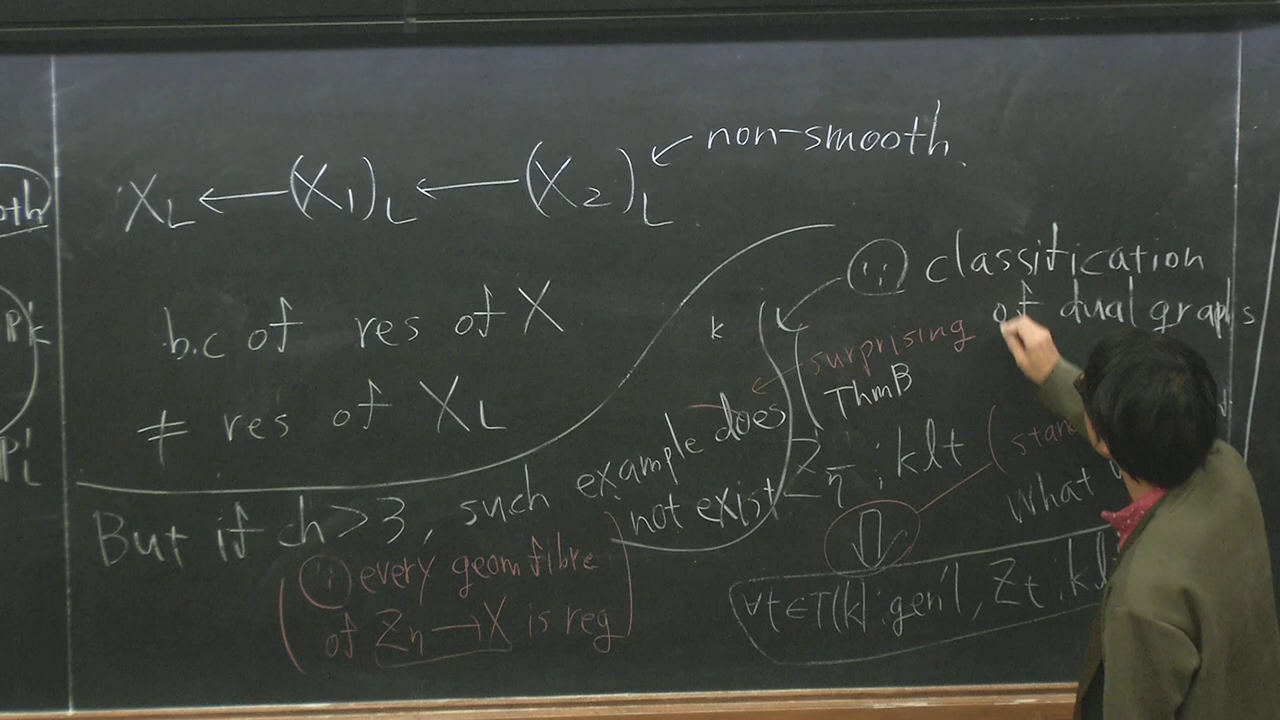 X_L ← (X_1)_L ← (X_2)_L ↙ non-smooth
b.c of res of X
≠ res of X_L
But if ch > 3, such example does
not exist
(∵ every geom fibre
of Z_η → X is reg)
∵ classification
of dual graphs
k
← surprising
Thm B
Z_η : klt
What
⇓
∀t ∈ T(k) : gen'l, Z_t : kl